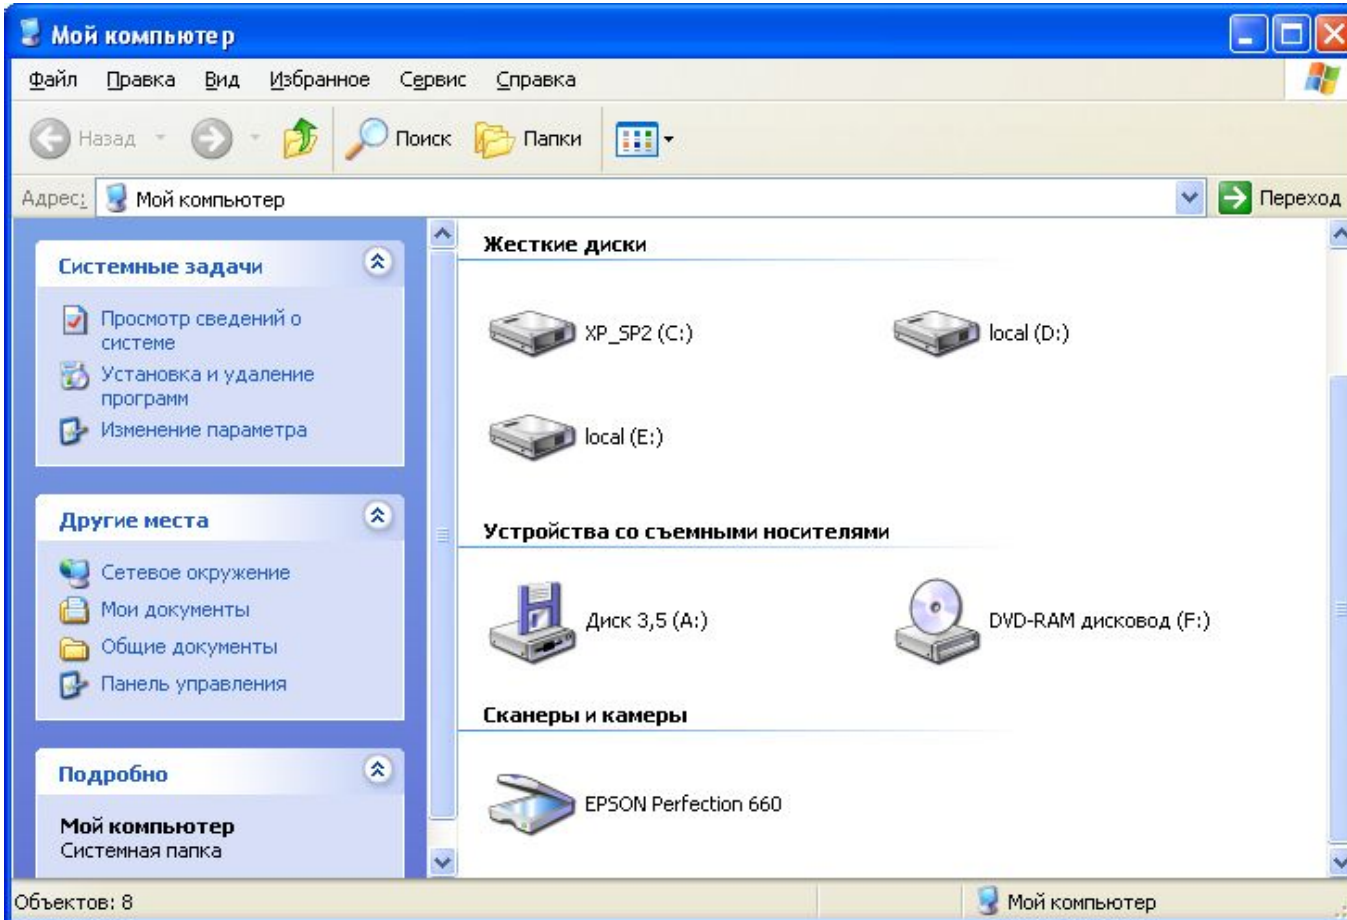 Мой компьютер
Файл Правка Вид Избранное Сервис Справка
Назад Поиск Папки
Адрес: Мой компьютер Переход
Системные задачи
Просмотр сведений о
системе
Установка и удаление
программ
Изменение параметра
Другие места
Сетевое окружение
Мои документы
Общие документы
Панель управления
Подробно
Мой компьютер
Системная папка
Жесткие диски
XP_SP2 (C:)
local (D:)
local (E:)
Устройства со съемными носителями
Диск 3,5 (A:)
DVD-RAM дисковод (F:)
Сканеры и камеры
EPSON Perfection 660
Объектов: 8
Мой компьютер